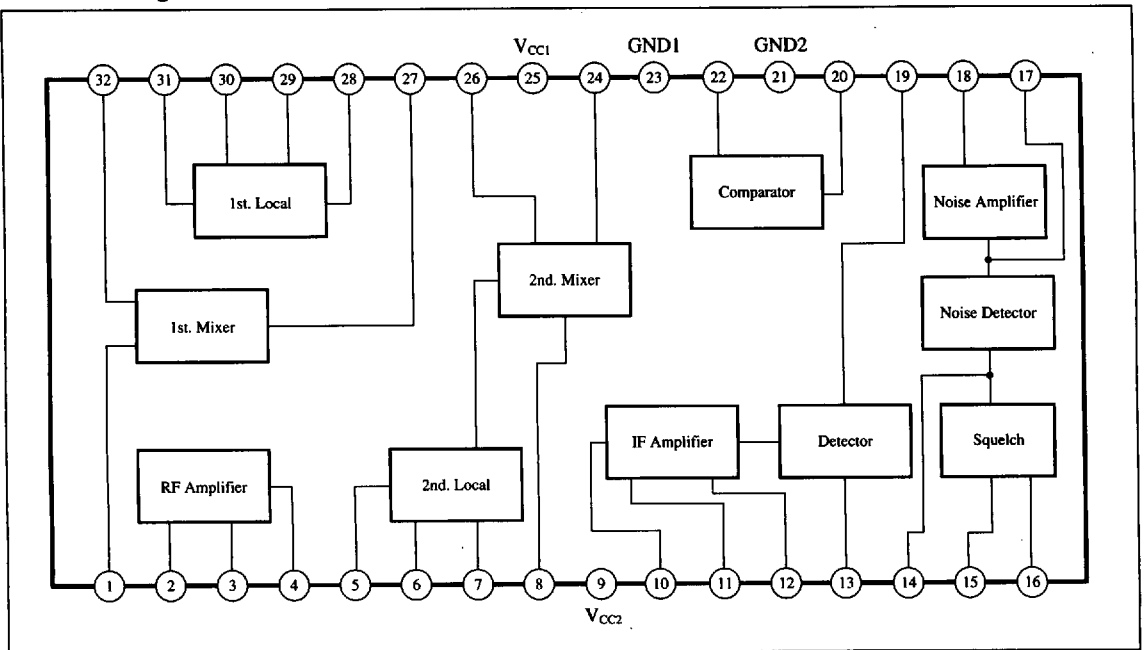 V_CC1 GND1 GND2
32 31 30 29 28 27 26 25 24 23 22 21 20 19 18 17
1st. Local
Comparator
Noise Amplifier
2nd. Mixer
1st. Mixer
Noise Detector
RF Amplifier
2nd. Local
IF Amplifier
Detector
Squelch
1 2 3 4 5 6 7 8 9 10 11 12 13 14 15 16
V_CC2